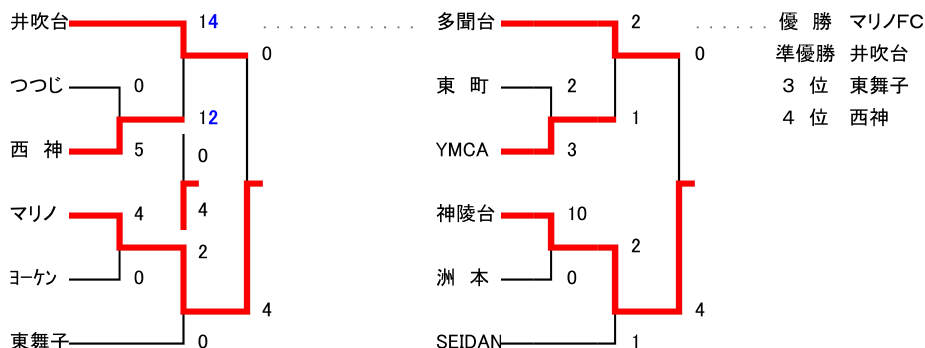 井吹台 14 多聞台 2 優 勝 マリノFC
0 0 準優勝 井吹台
つつじ 0 東 町 2 3 位 東舞子
12 1 4 位 西神
西 神 5 0 YMCA 3
マリノ 4 4 神陵台 10
2 2
ヨーケン 0 洲 本 0
4 4
東舞子 0 SEIDAN 1